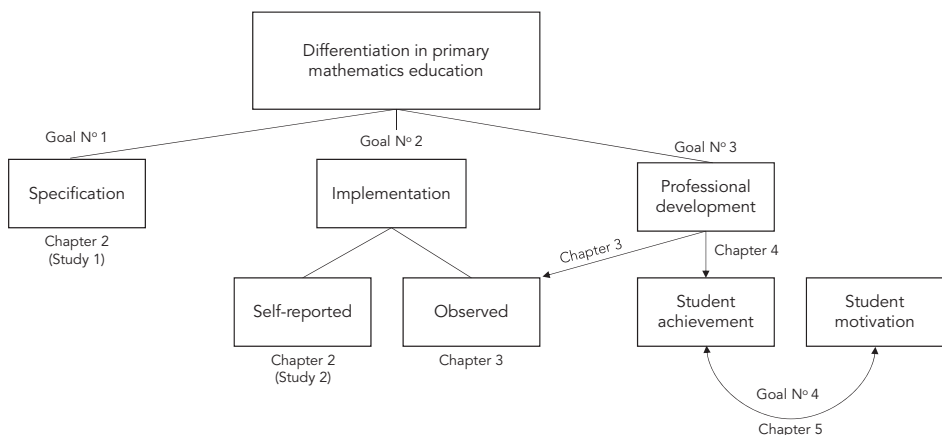 Differentiation in primary
mathematics education
Goal Nº 1
Goal Nº 2
Goal Nº 3
Specification
Implementation
Professional
development
Chapter 2
(Study 1)
Chapter 3
Chapter 4
Self-reported
Observed
Student
achievement
Student
motivation
Chapter 2
(Study 2)
Chapter 3
Goal Nº 4
Chapter 5